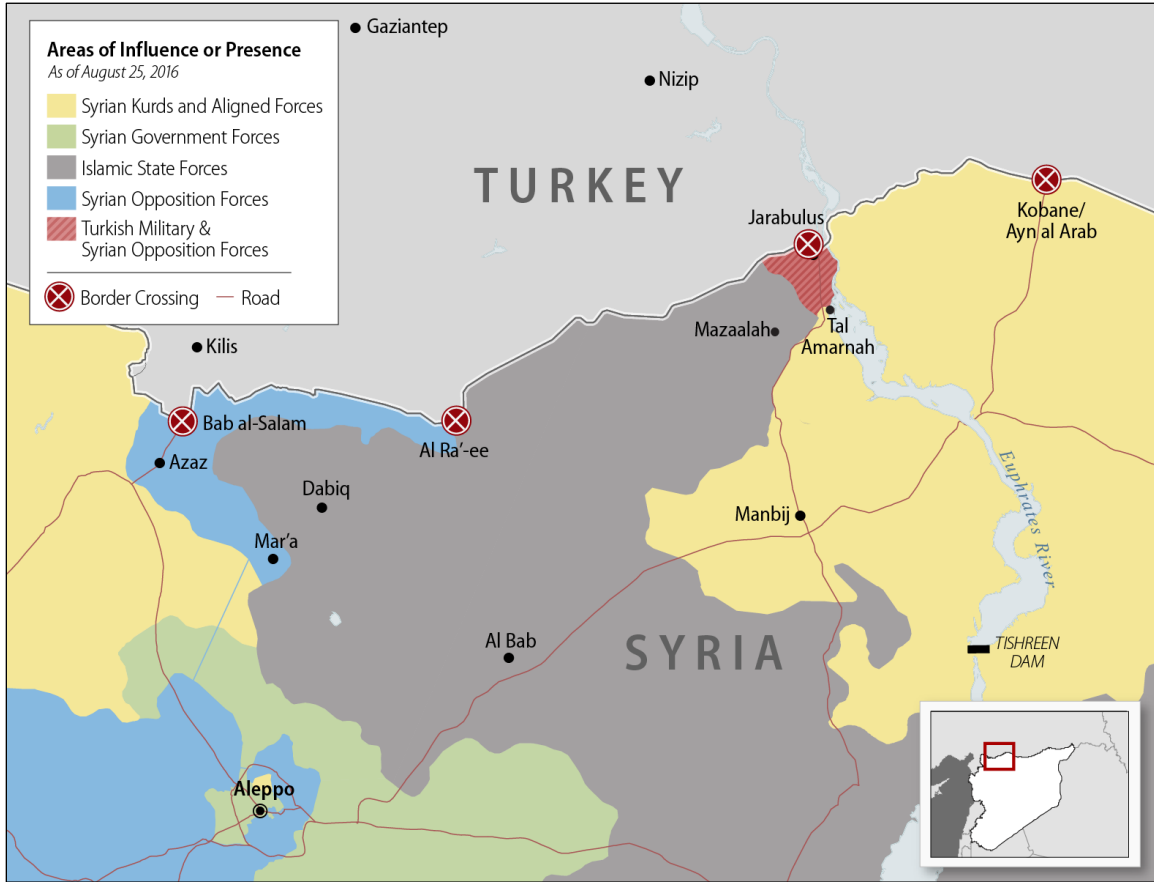 Areas of Influence or Presence
As of August 25, 2016
Syrian Kurds and Aligned Forces
Syrian Government Forces
Islamic State Forces
Syrian Opposition Forces
Turkish Military &
Syrian Opposition Forces
Border Crossing
Road
Gaziantep
Nizip
TURKEY
Jarabulus
Kobane/
Ayn al Arab
Mazaalah
Tal
Amarnah
Kilis
Bab al-Salam
Al Ra’-ee
Azaz
Dabiq
Manbij
Euphrates River
Mar’a
Al Bab
SYRIA
TISHREEN
DAM
Aleppo